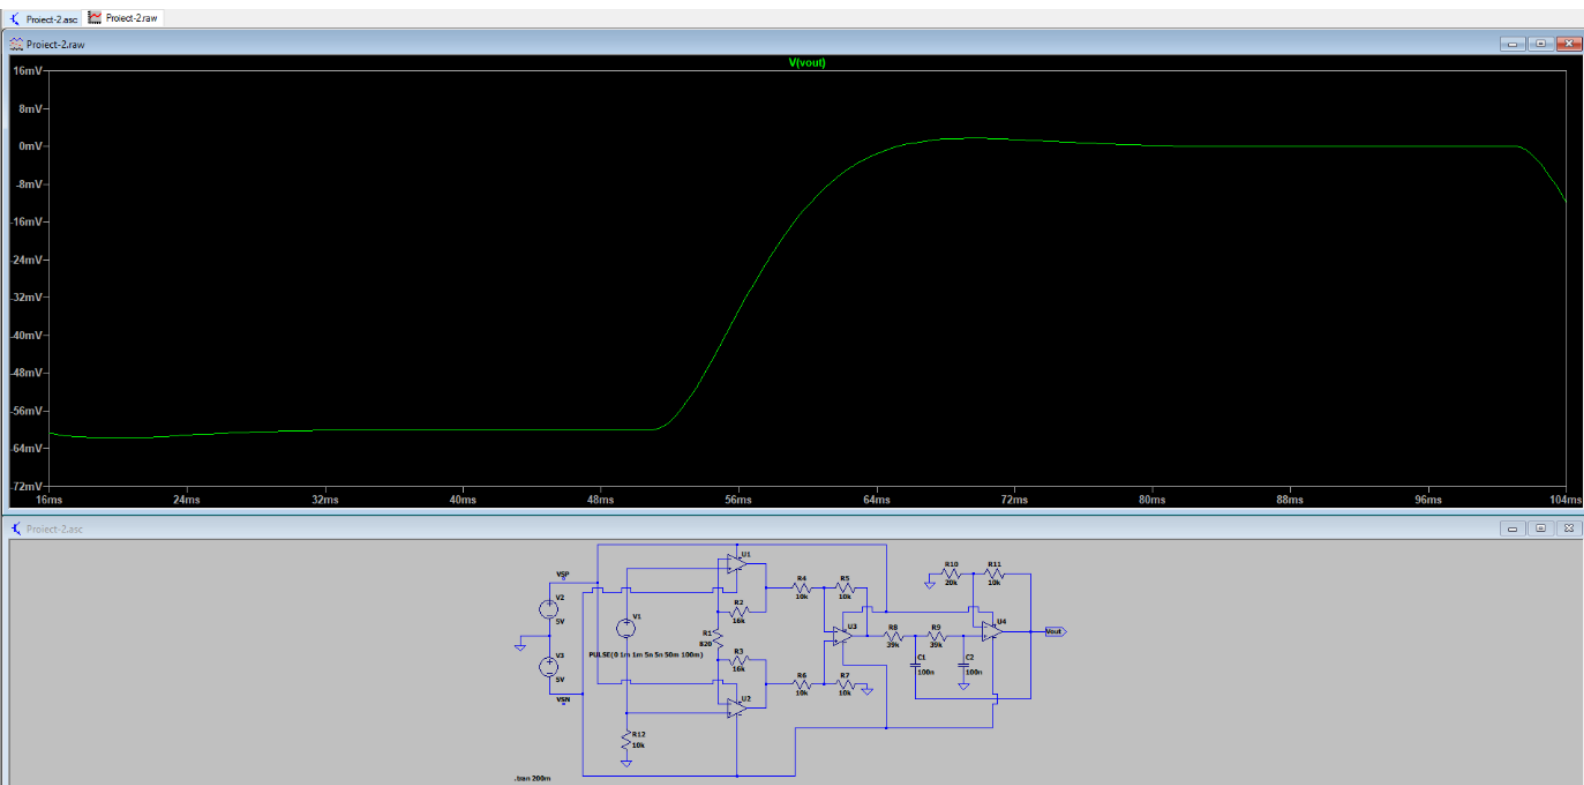 Proiect-2.asc Proiect-2.raw
Proiect-2.raw
V(vout)
16mV
8mV
0mV
-8mV
-16mV
-24mV
-32mV
-40mV
-48mV
-56mV
-64mV
-72mV
16ms 24ms 32ms 40ms 48ms 56ms 64ms 72ms 80ms 88ms 96ms 104ms
Proiect-2.asc
VSP
V2
5V
V3
5V
VSN
V1
PULSE(0 1m 1m 5n 5n 50m 100m)
R12
10k
U1
R2
16k
R1
820
R3
16k
U2
R4
10k
R5
10k
U3
R6
10k
R7
10k
R8
39k
R9
39k
C1
100n
C2
100n
R10
20k
R11
10k
U4
Vout
.tran 200m